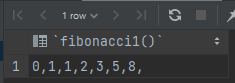 1 row
`fibonacci1()`
1 0,1,1,2,3,5,8,